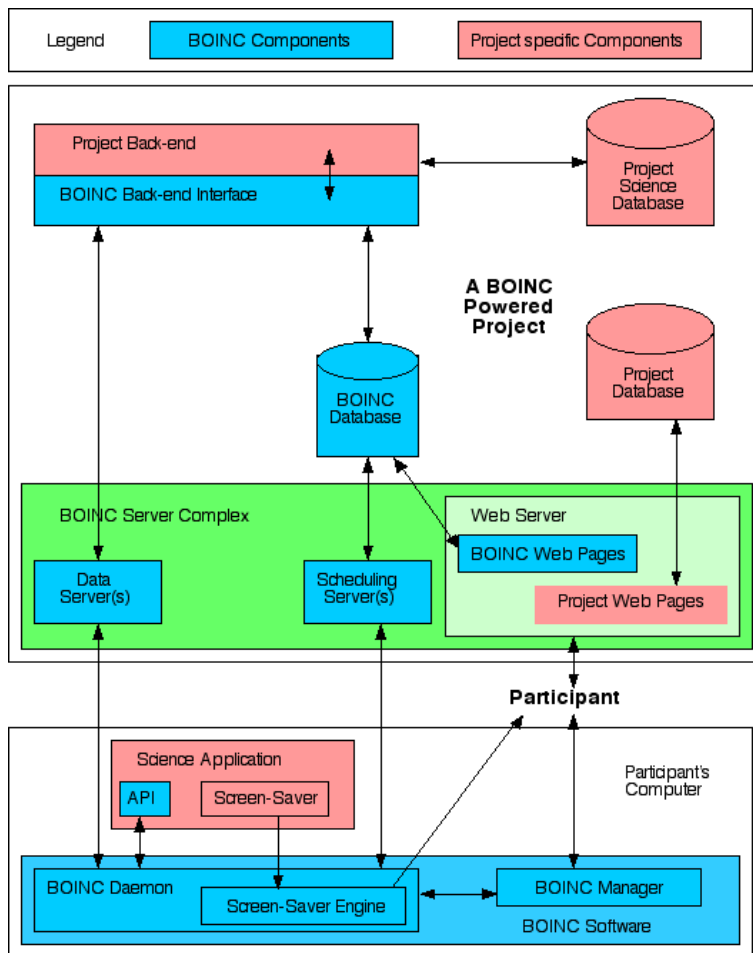 Legend
BOINC Components
Project specific Components
Project Back-end
BOINC Back-end Interface
Project
Science
Database
A BOINC
Powered
Project
BOINC
Database
Project
Database
BOINC Server Complex
Web Server
BOINC Web Pages
Data
Server(s)
Scheduling
Server(s)
Project Web Pages
Participant
Science Application
Participant's
Computer
API
Screen-Saver
BOINC Daemon
BOINC Manager
Screen-Saver Engine
BOINC Software